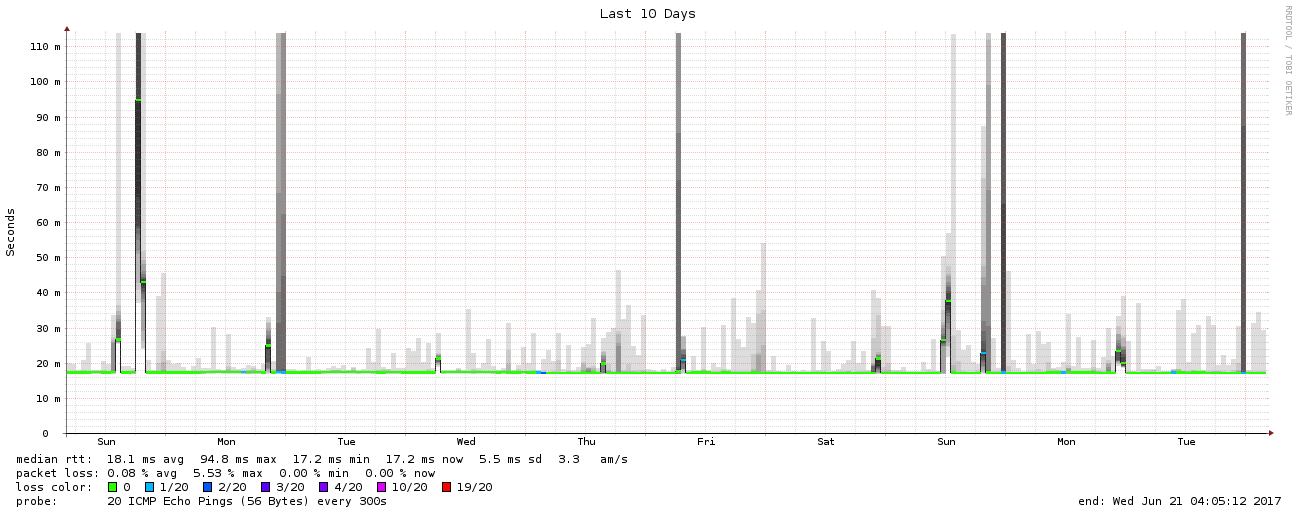 Last 10 Days
RRDTOOL / TOBI OETIKER
Seconds
110 m
100 m
90 m
80 m
70 m
60 m
50 m
40 m
30 m
20 m
10 m
0
Sun Mon Tue Wed Thu Fri Sat Sun Mon Tue
median rtt: 18.1 ms avg 94.8 ms max 17.2 ms min 17.2 ms now 5.5 ms sd 3.3 am/s
packet loss: 0.08 % avg 5.53 % max 0.00 % min 0.00 % now
loss color: 0 1/20 2/20 3/20 4/20 10/20 19/20
probe: 20 ICMP Echo Pings (56 Bytes) every 300s end: Wed Jun 21 04:05:12 2017